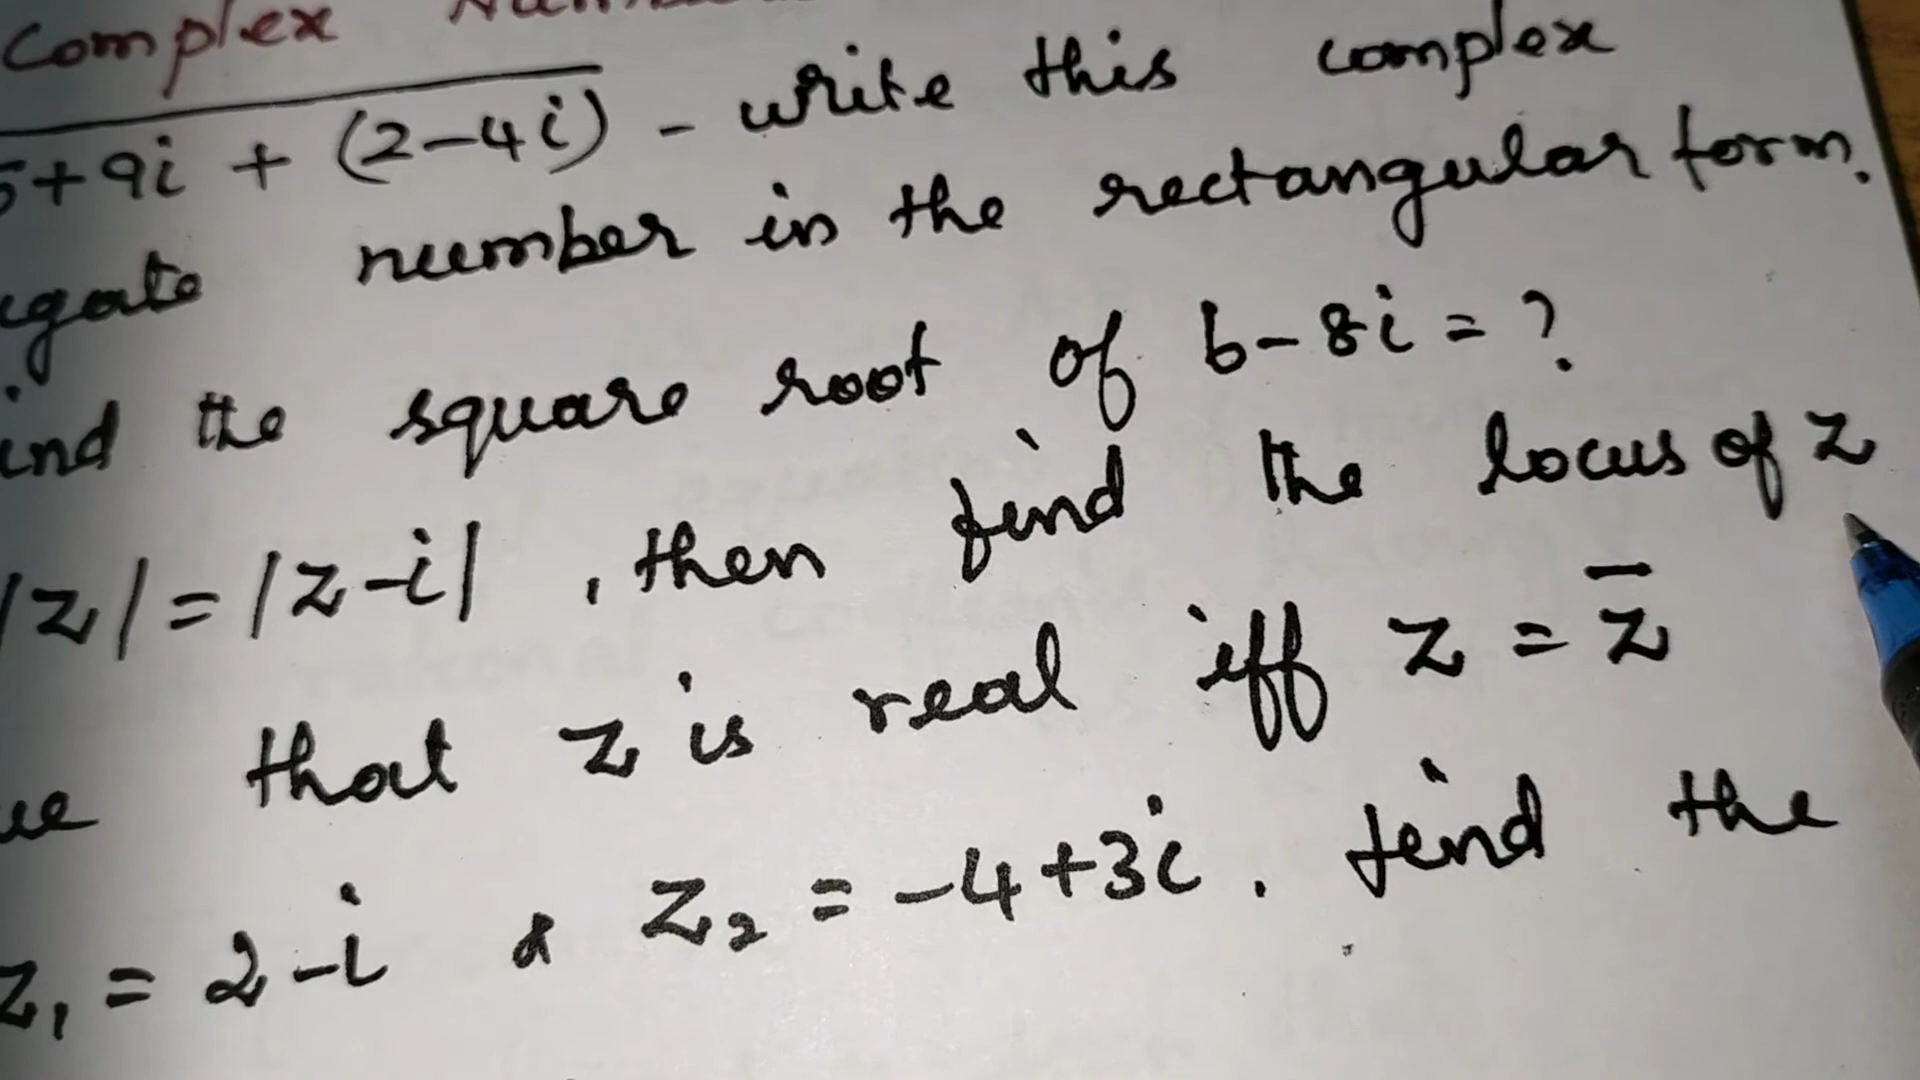 Complex
5+9i + (2-4i) - write this complex
number in the rectangular form.
ind the square root of 6-8i = ?
|z| = |z-i| , then find the locus of z
that z is real iff z = z̄
z₁ = 2-i & z₂ = -4+3i . find the